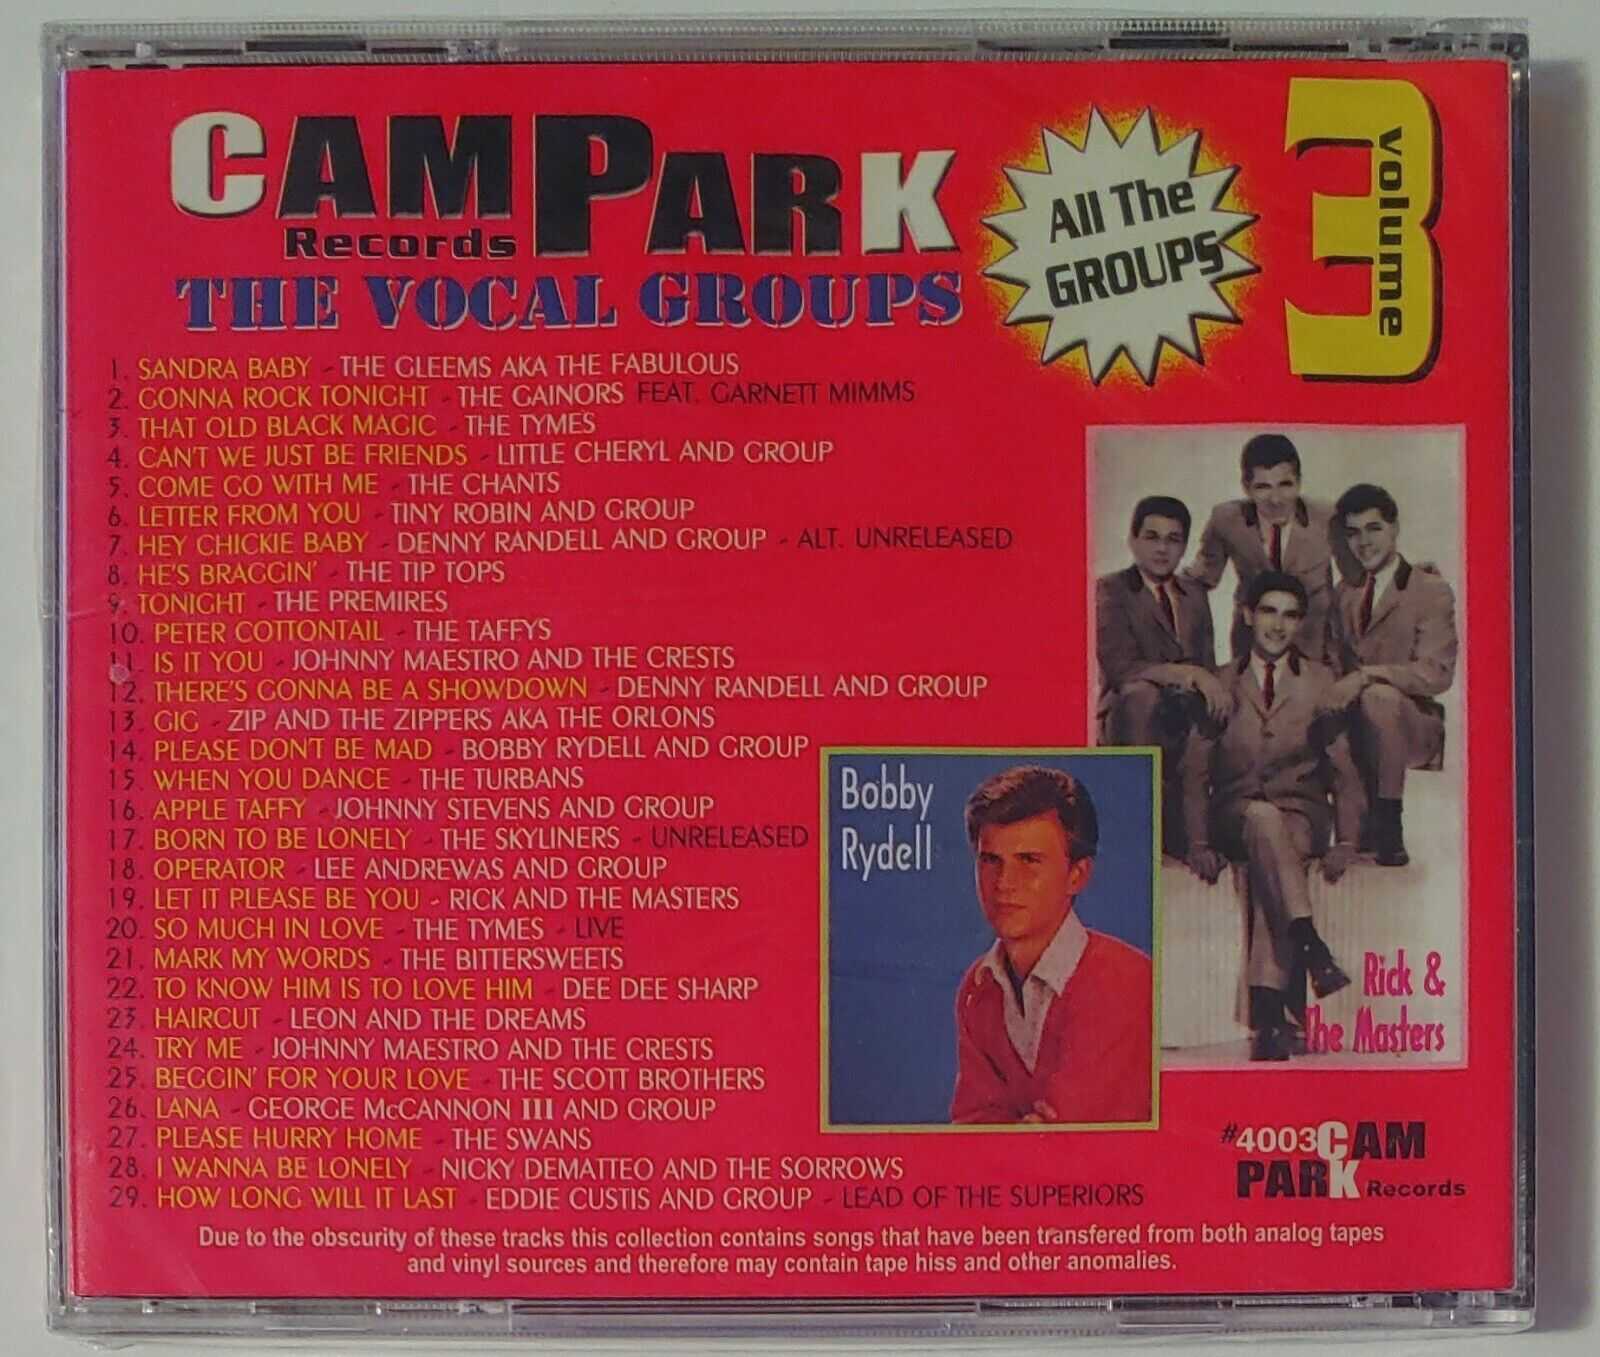 CAMPARK
Records
THE VOCAL GROUPS
All The
GROUPS
3
volume
1. SANDRA BABY - THE GLEEMS AKA THE FABULOUS
2. GONNA ROCK TONIGHT - THE GAINORS FEAT. GARNETT MIMMS
3. THAT OLD BLACK MAGIC - THE TYMES
4. CAN'T WE JUST BE FRIENDS - LITTLE CHERYL AND GROUP
5. COME GO WITH ME - THE CHANTS
6. LETTER FROM YOU - TINY ROBIN AND GROUP
7. HEY CHICKIE BABY - DENNY RANDELL AND GROUP - ALT. UNRELEASED
8. HE'S BRAGGIN' - THE TIP TOPS
9. TONIGHT - THE PREMIRES
10. PETER COTTONTAIL - THE TAFFYS
11. IS IT YOU - JOHNNY MAESTRO AND THE CRESTS
12. THERE'S GONNA BE A SHOWDOWN - DENNY RANDELL AND GROUP
13. GIG - ZIP AND THE ZIPPERS AKA THE ORLONS
14. PLEASE DON'T BE MAD - BOBBY RYDELL AND GROUP
15. WHEN YOU DANCE - THE TURBANS
16. APPLE TAFFY - JOHNNY STEVENS AND GROUP
17. BORN TO BE LONELY - THE SKYLINERS - UNRELEASED
18. OPERATOR - LEE ANDREWAS AND GROUP
19. LET IT PLEASE BE YOU - RICK AND THE MASTERS
20. SO MUCH IN LOVE - THE TYMES - LIVE
21. MARK MY WORDS - THE BITTERSWEETS
22. TO KNOW HIM IS TO LOVE HIM - DEE DEE SHARP
23. HAIRCUT - LEON AND THE DREAMS
24. TRY ME - JOHNNY MAESTRO AND THE CRESTS
25. BEGGIN' FOR YOUR LOVE - THE SCOTT BROTHERS
26. LANA - GEORGE McCANNON III AND GROUP
27. PLEASE HURRY HOME - THE SWANS
28. I WANNA BE LONELY - NICKY DEMATTEO AND THE SORROWS
29. HOW LONG WILL IT LAST - EDDIE CUSTIS AND GROUP - LEAD OF THE SUPERIORS
Bobby
Rydell
Rick &
The Masters
#4003 CAM
PARK Records
Due to the obscurity of these tracks this collection contains songs that have been transfered from both analog tapes
and vinyl sources and therefore may contain tape hiss and other anomalies.